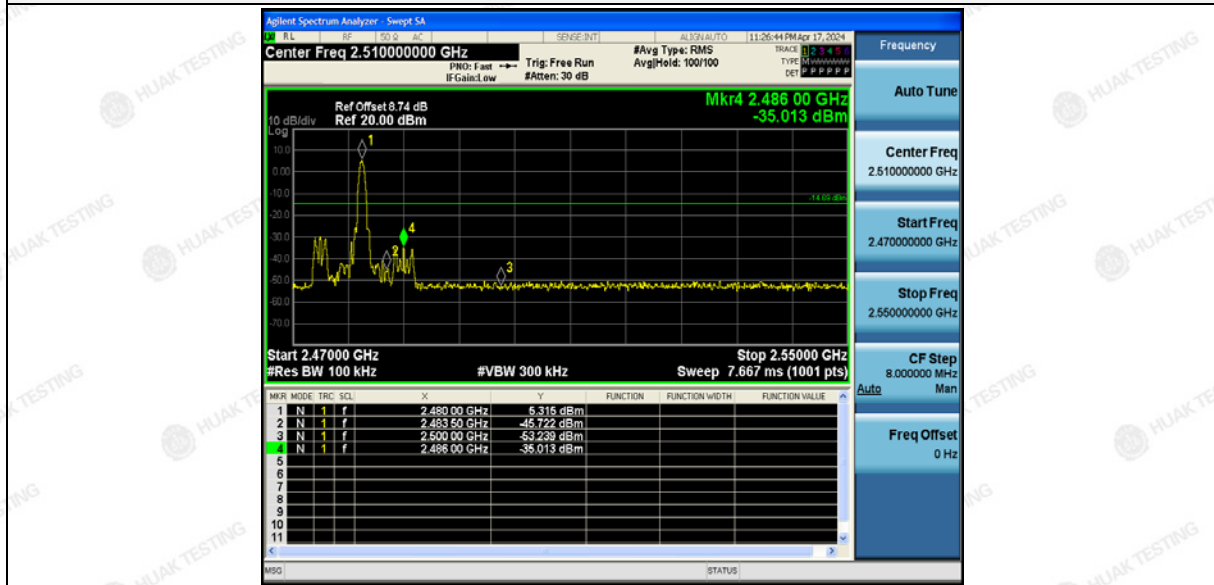 Agilent Spectrum Analyzer - Swept SA
RL RF 50 Ω AC SENSE:INT ALIGN AUTO 11:26:44 PM Apr 17, 2024
Center Freq 2.510000000 GHz
PNO: Fast
IFGain:Low
Trig: Free Run
#Atten: 30 dB
#Avg Type: RMS
Avg|Hold: 100/100
TRACE 1 2 3 4 5 6
TYPE M W W W W W
DET P P P P P P
Mkr4 2.486 00 GHz
-35.013 dBm
Ref Offset 8.74 dB
10 dB/div Ref 20.00 dBm
Log
10.0
0.00
-10.0
-20.0
-30.0
-40.0
-50.0
-60.0
-70.0
1
2
3
4
-14.69 dBm
Start 2.47000 GHz Stop 2.55000 GHz
#Res BW 100 kHz #VBW 300 kHz Sweep 7.667 ms (1001 pts)
MKR MODE TRC SCL X Y FUNCTION FUNCTION WIDTH FUNCTION VALUE
1 N 1 f 2.480 00 GHz 5.315 dBm
2 N 1 f 2.483 50 GHz -45.722 dBm
3 N 1 f 2.500 00 GHz -53.239 dBm
4 N 1 f 2.486 00 GHz -35.013 dBm
5
6
7
8
9
10
11
MSG STATUS
Frequency
Auto Tune
Center Freq
2.510000000 GHz
Start Freq
2.470000000 GHz
Stop Freq
2.550000000 GHz
CF Step
8.000000 MHz
Auto Man
Freq Offset
0 Hz
HUAK TESTING
HUAK TESTING
HUAK TESTING
HUAK TESTING
HUAK TESTING